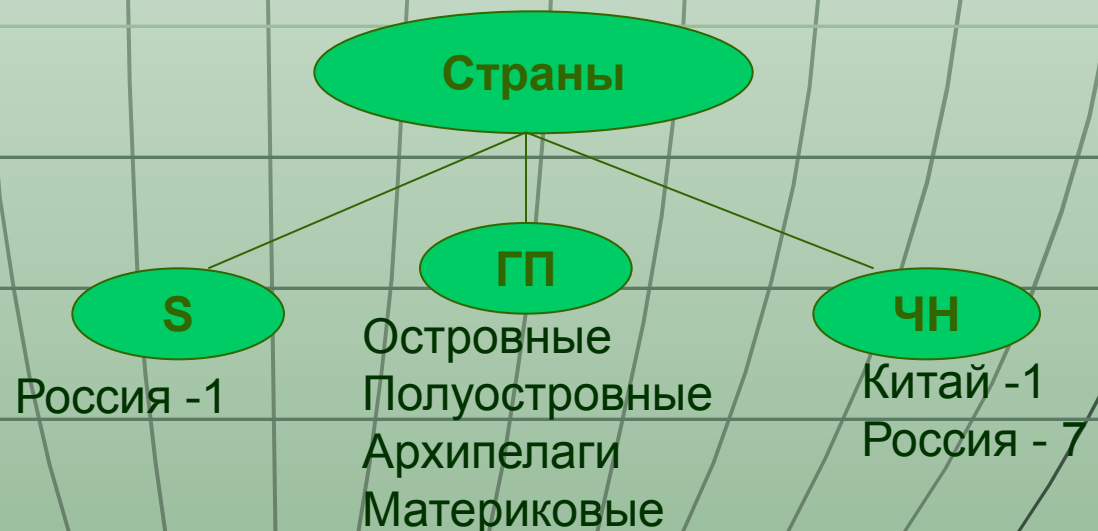 Страны
S
Россия -1
ГП
Островные
Полуостровные
Архипелаги
Материковые
ЧН
Китай -1
Россия - 7